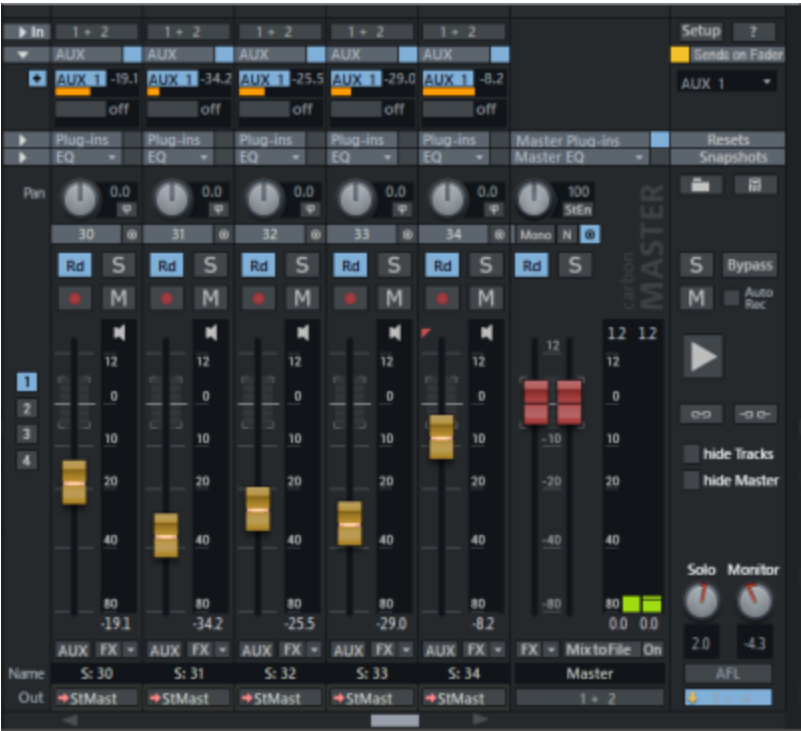 In 1 + 2 1 + 2 1 + 2 1 + 2 1 + 2 Setup ?
AUX AUX AUX AUX AUX Sends on Fader
AUX 1 -19.1 AUX 1 -34.2 AUX 1 -25.5 AUX 1 -29.0 AUX 1 -8.2 AUX 1
off off off off off
Plug-ins Plug-ins Plug-ins Plug-ins Plug-ins Master Plug-ins Resets
EQ EQ EQ EQ EQ Master EQ Snapshots
Pan 0.0 0.0 0.0 0.0 0.0 100
φ φ φ φ φ StEn
30 31 32 33 34 Mono N
carbon MASTER
Rd S Rd S Rd S Rd S Rd S Rd S S Bypass
M M M M M M Auto
Rec
1.2 1.2
12 12 12 12 12 12 12
1 0 0 0 0 0 0
2
3 10 10 10 10 10 -10 10
4
hide Tracks
20 20 20 20 20 -20 20 hide Master
40 40 40 40 40 -40 40
Solo Monitor
80 80 80 80 80 -80 80
-19.1 -34.2 -25.5 -29.0 -8.2 0.0 0.0
2.0 -4.3
AUX FX AUX FX AUX FX AUX FX AUX FX FX MixtoFile On
Name S: 30 S: 31 S: 32 S: 33 S: 34 Master AFL
Out StMast StMast StMast StMast StMast 1 + 2